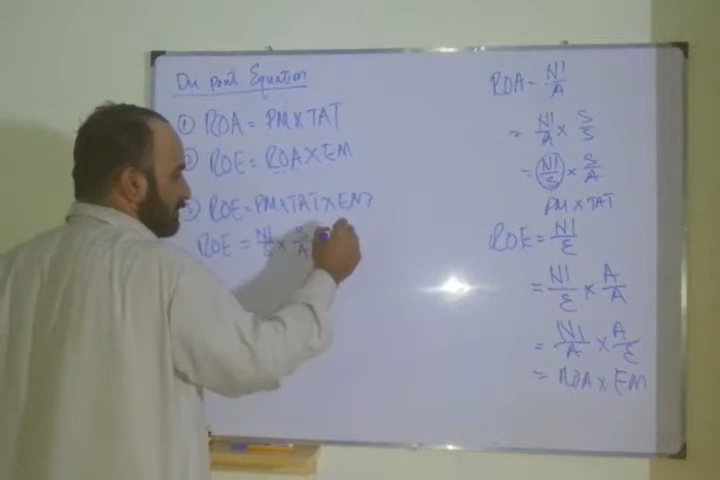 Du pont Equation
① ROA = PM X TAT
② ROE = ROA X EM
ROE = PM X TAT X EM
ROE = NI/S × S/A
ROA = NI/A
= NI/A × S/S
= NI/S × S/A
PM × TAT
ROE = NI/E
= NI/E × A/A
= NI/A × A/E
= ROA × EM